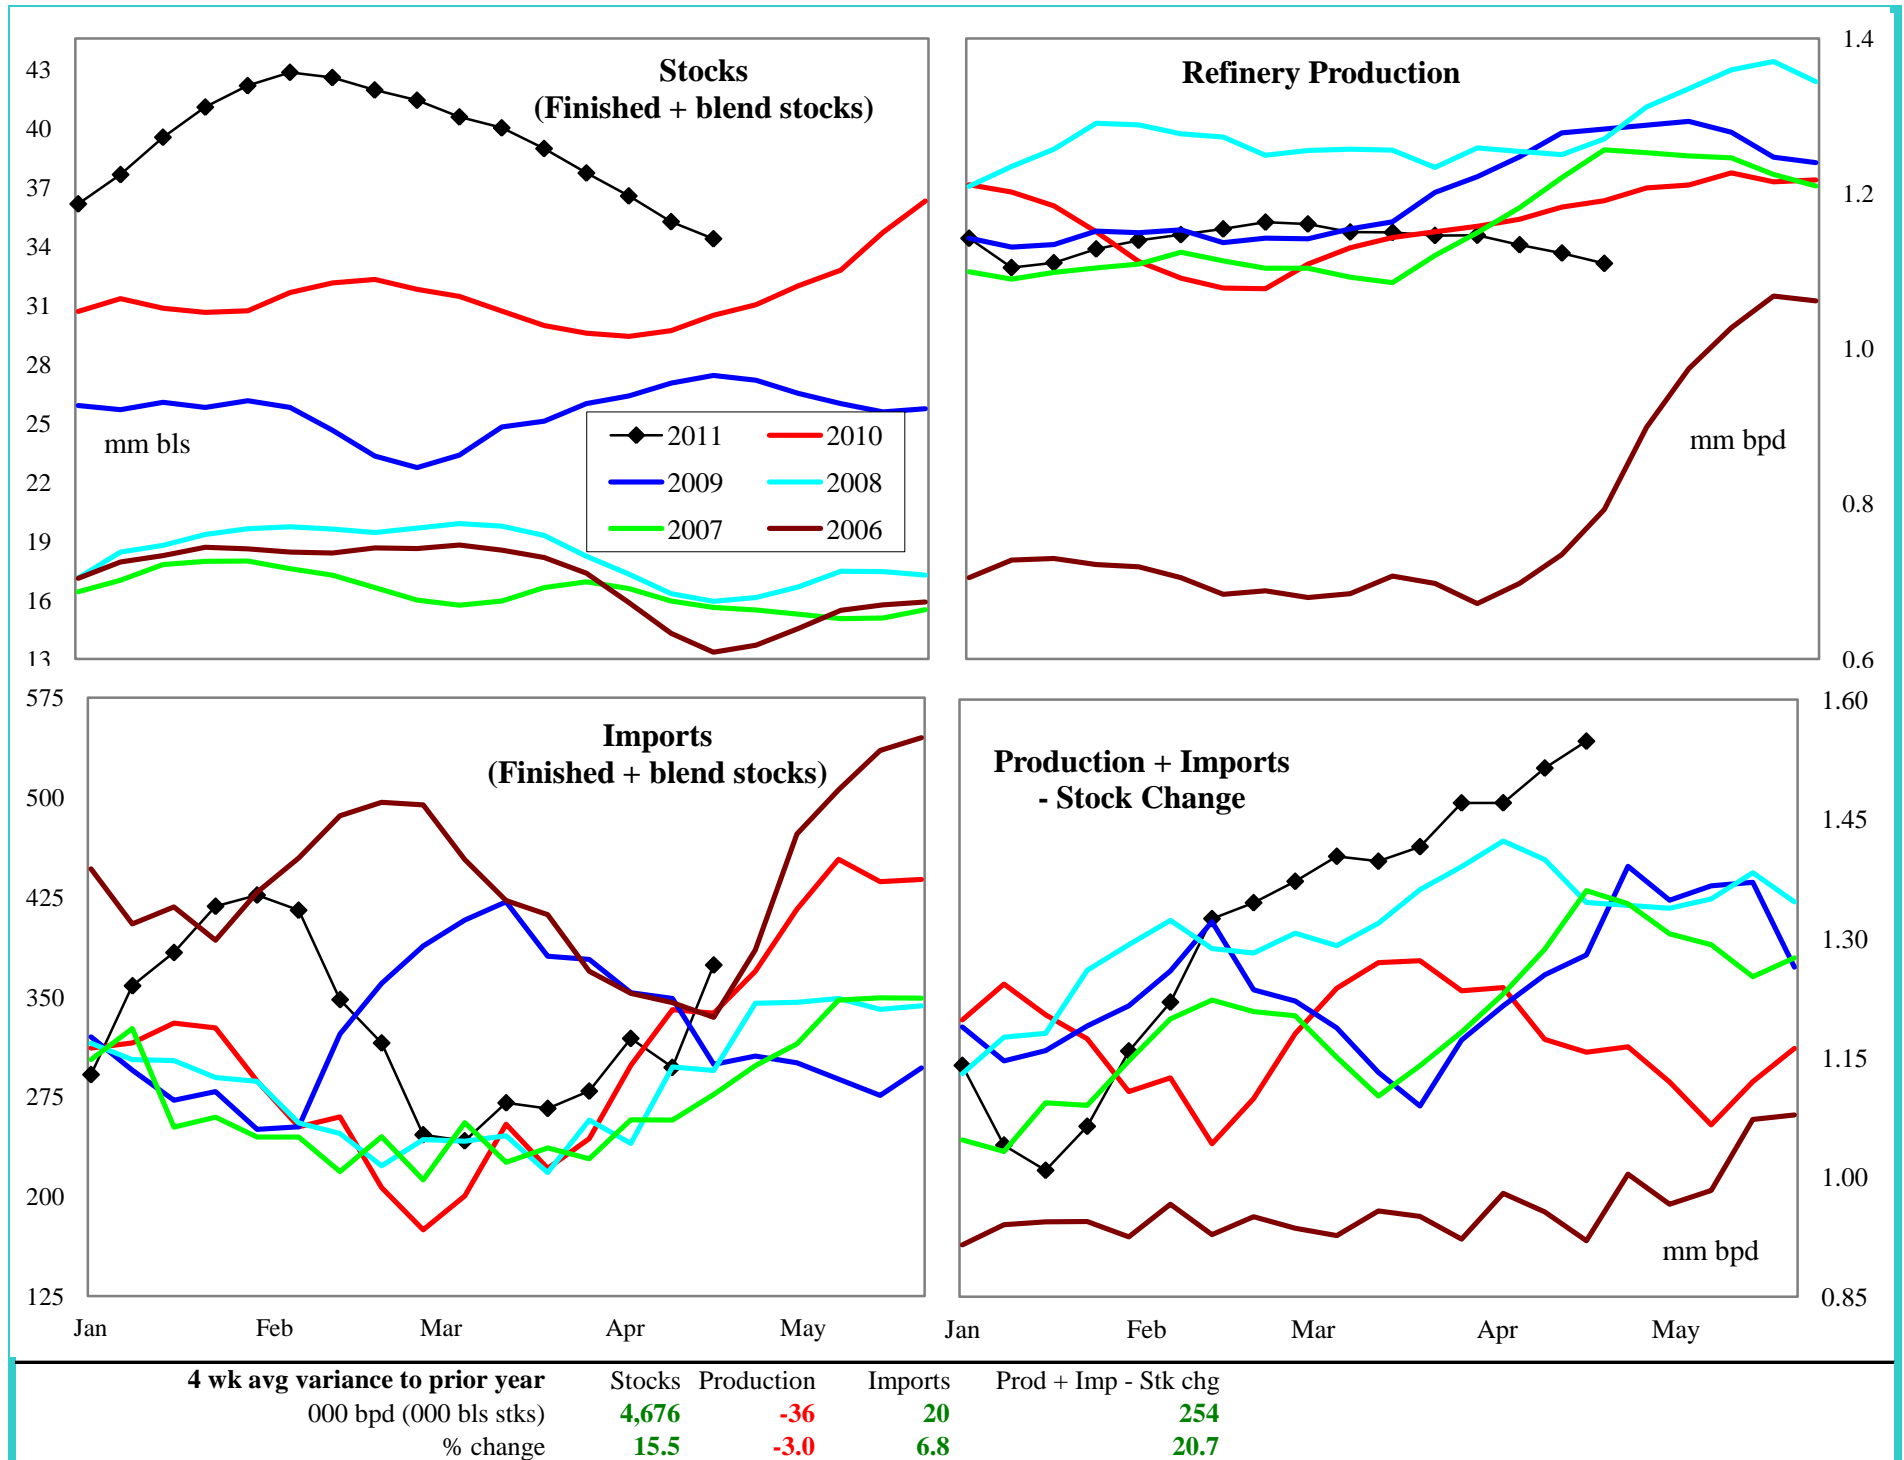 Stocks
(Finished + blend stocks)
43
40
37
34
31
28
25
22
19
16
13
mm bls
2011 2010
2009 2008
2007 2006
Refinery Production
1.4
1.2
1.0
0.8
0.6
mm bpd
Imports
(Finished + blend stocks)
575
500
425
350
275
200
125
Jan Feb Mar Apr May
Production + Imports
- Stock Change
1.60
1.45
1.30
1.15
1.00
0.85
mm bpd
Jan Feb Mar Apr May
4 wk avg variance to prior year Stocks Production Imports Prod + Imp - Stk chg
000 bpd (000 bls stks) 4,676 -36 20 254
% change 15.5 -3.0 6.8 20.7